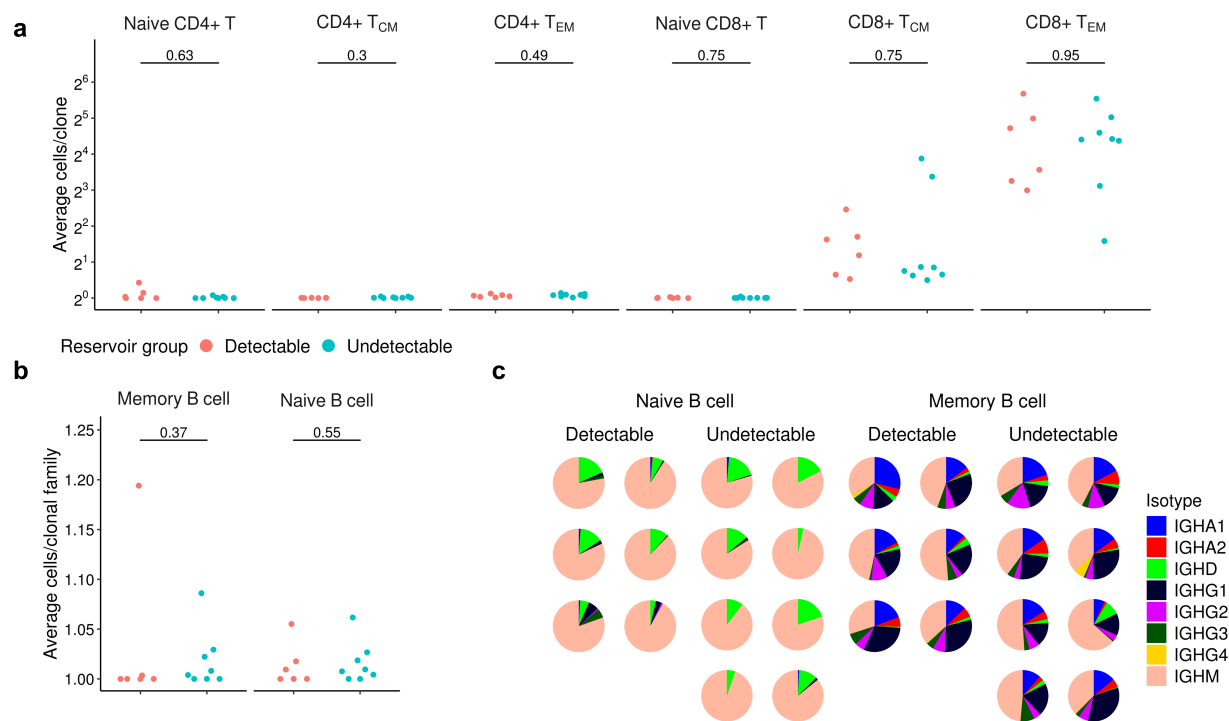 a
Naive CD4+ T
CD4+ TCM
CD4+ TEM
Naive CD8+ T
CD8+ TCM
CD8+ TEM
0.63
0.3
0.49
0.75
0.75
0.95
Average cells/clone
2^6
2^5
2^4
2^3
2^2
2^1
2^0
Reservoir group
Detectable
Undetectable
b
Memory B cell
Naive B cell
0.37
0.55
Average cells/clonal family
1.25
1.20
1.10
1.10
1.05
1.00
c
Naive B cell
Memory B cell
Detectable
Undetectable
Detectable
Undetectable
Isotype
IGHA1
IGHA2
IGHD
IGHG1
IGHG2
IGHG3
IGHG4
IGHM